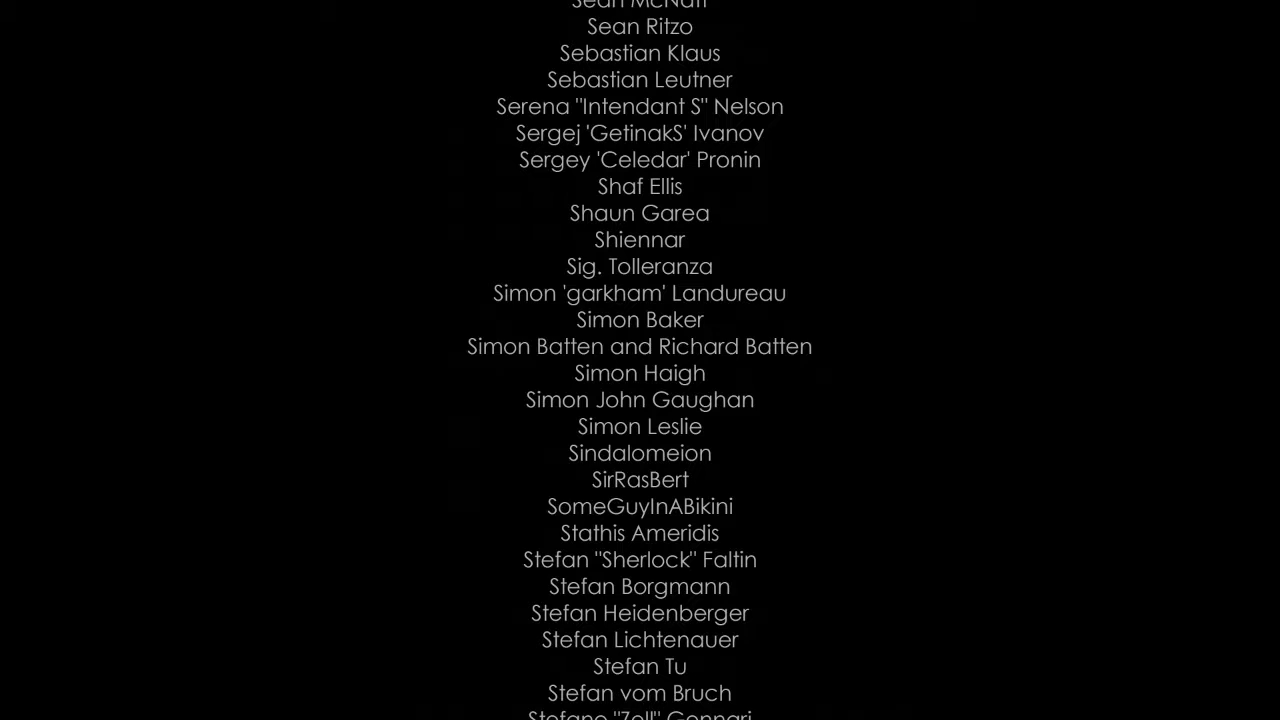 Sean McNatt
Sean Ritzo
Sebastian Klaus
Sebastian Leutner
Serena "Intendant S" Nelson
Sergej 'GetinakS' Ivanov
Sergey 'Celedar' Pronin
Shaf Ellis
Shaun Garea
Shiennar
Sig. Tolleranza
Simon 'garkham' Landureau
Simon Baker
Simon Batten and Richard Batten
Simon Haigh
Simon John Gaughan
Simon Leslie
Sindalomeion
SirRasBert
SomeGuyInABikini
Stathis Ameridis
Stefan "Sherlock" Faltin
Stefan Borgmann
Stefan Heidenberger
Stefan Lichtenauer
Stefan Tu
Stefan vom Bruch
Stefano